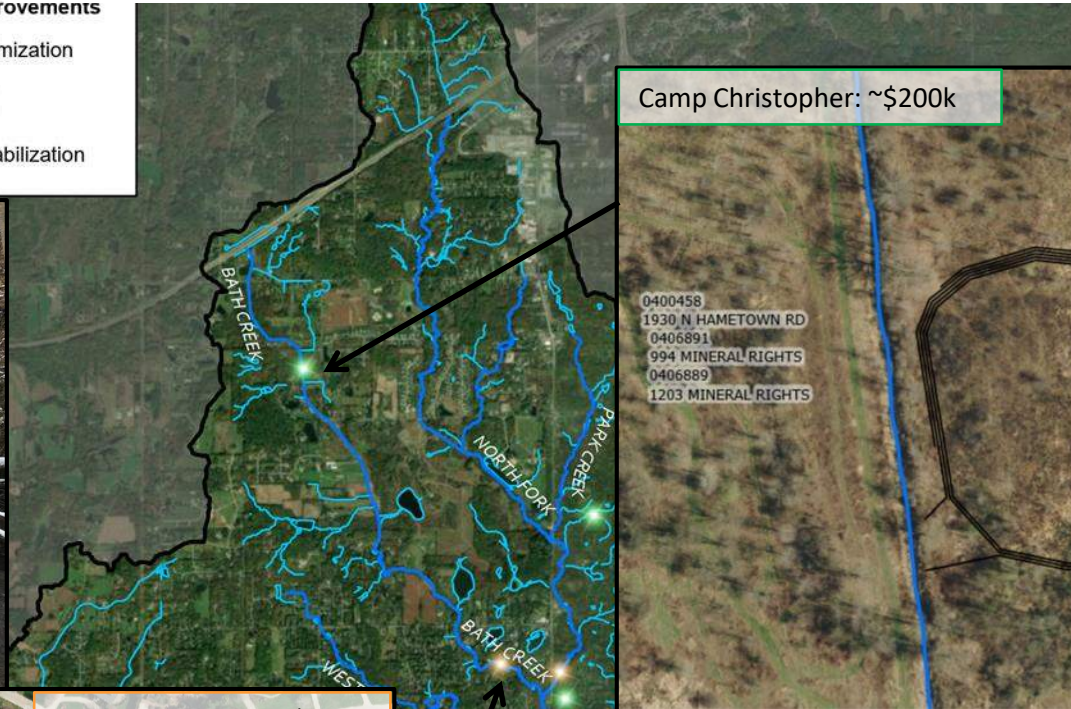 rovements
mization
abilization
Camp Christopher: ~$200k
BATH CREEK
0400458
1930 N HAMETOWN RD
0406891
994 MINERAL RIGHTS
0406889
1203 MINERAL RIGHTS
NORTH FORK
PARK CREEK
BATH CREEK
WEST